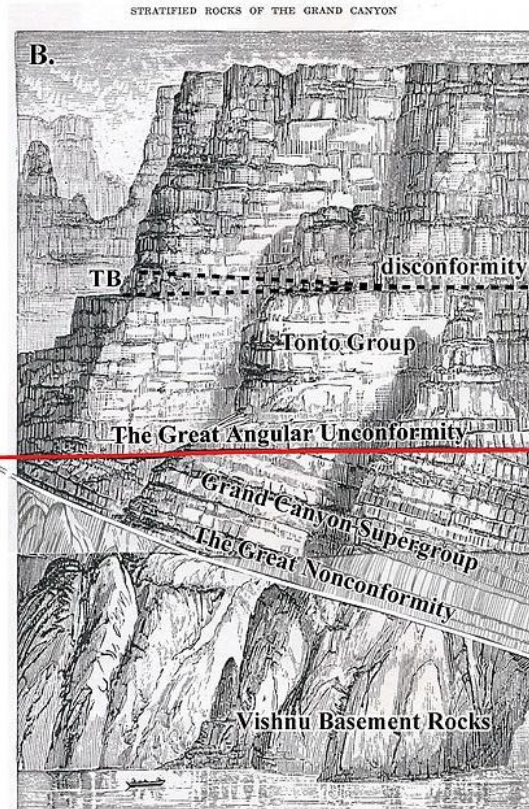 STRATIFIED ROCKS OF THE GRAND CANYON
B.
TB
disconformity
Tonto Group
The Great Angular Unconformity
Grand Canyon Supergroup
The Great Nonconformity
Vishnu Basement Rocks